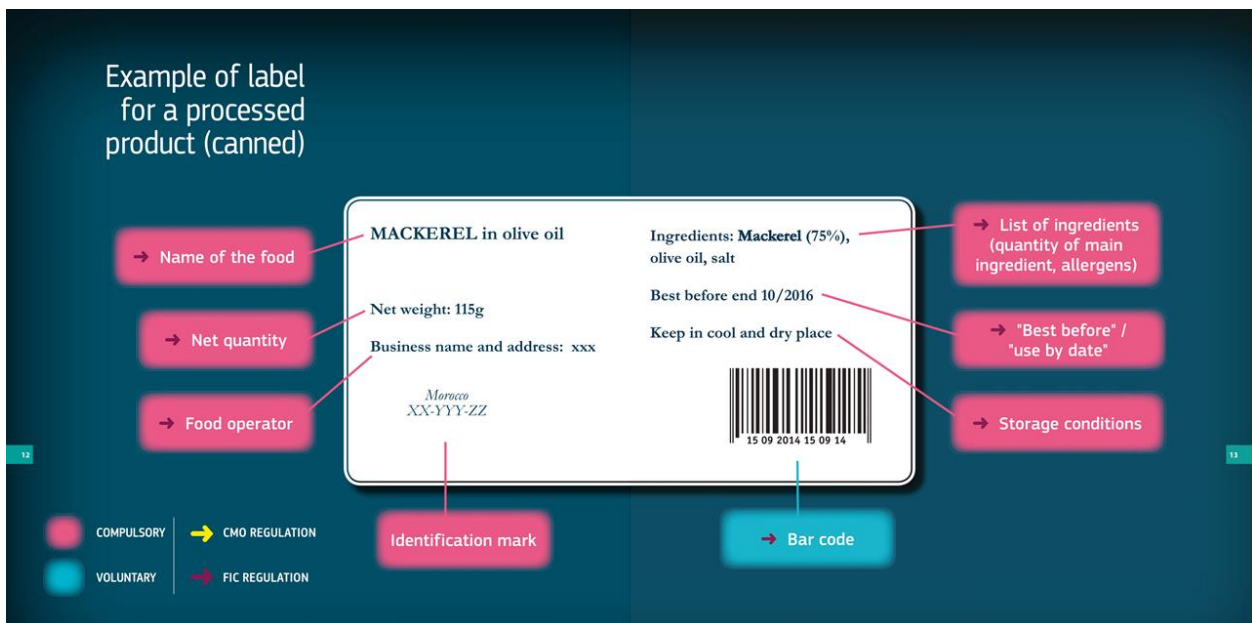 Example of label
for a processed
product (canned)
→ Name of the food
→ Net quantity
→ Food operator
MACKEREL in olive oil
Net weight: 115g
Business name and address: xxx
Morocco
XX-YYY-ZZ
Ingredients: Mackerel (75%),
olive oil, salt
Best before end 10/2016
Keep in cool and dry place
15 09 2014 15 09 14
→ List of ingredients
(quantity of main
ingredient, allergens)
→ "Best before" /
"use by date"
→ Storage conditions
12
13
Identification mark
→ Bar code
COMPULSORY
→ CMO REGULATION
VOLUNTARY
→ FIC REGULATION